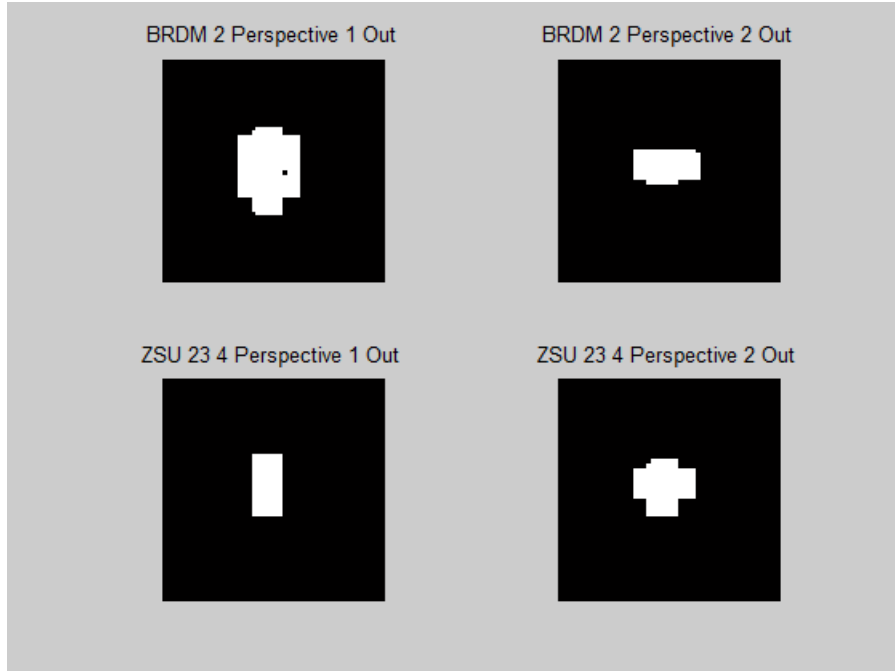 BRDM 2 Perspective 1 Out
BRDM 2 Perspective 2 Out
ZSU 23 4 Perspective 1 Out
ZSU 23 4 Perspective 2 Out